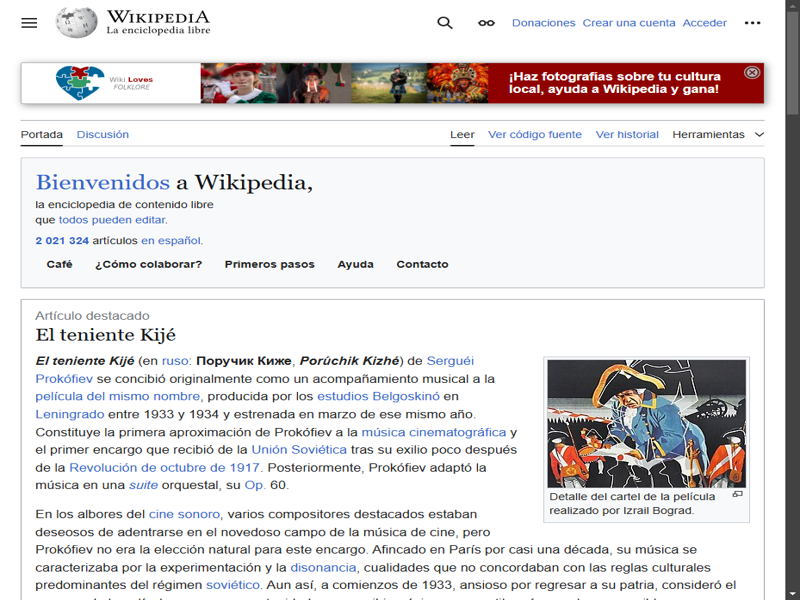 WIKIPEDIA
La enciclopedia libre
Donaciones Crear una cuenta Acceder
Wiki Loves
FOLKLORE
¡Haz fotografías sobre tu cultura
local, ayuda a Wikipedia y gana!
Portada Discusión Leer Ver código fuente Ver historial Herramientas
Bienvenidos a Wikipedia,
la enciclopedia de contenido libre
que todos pueden editar.
2 021 324 artículos en español.
Café ¿Cómo colaborar? Primeros pasos Ayuda Contacto
Artículo destacado
El teniente Kijé
El teniente Kijé (en ruso: Поручик Киже, Porúchik Kizhé) de Serguéi
Prokófiev se concibió originalmente como un acompañamiento musical a la
película del mismo nombre, producida por los estudios Belgoskinó en
Leningrado entre 1933 y 1934 y estrenada en marzo de ese mismo año.
Constituye la primera aproximación de Prokófiev a la música cinematográfica y
el primer encargo que recibió de la Unión Soviética tras su exilio poco después
de la Revolución de octubre de 1917. Posteriormente, Prokófiev adaptó la
música en una suite orquestal, su Op. 60.
Detalle del cartel de la película
realizado por Izrail Bograd.
En los albores del cine sonoro, varios compositores destacados estaban
deseosos de adentrarse en el novedoso campo de la música de cine, pero
Prokófiev no era la elección natural para este encargo. Afincado en París por casi una década, su música se
caracterizaba por la experimentación y la disonancia, cualidades que no concordaban con las reglas culturales
predominantes del régimen soviético. Aun así, a comienzos de 1933, ansioso por regresar a su patria, consideró el